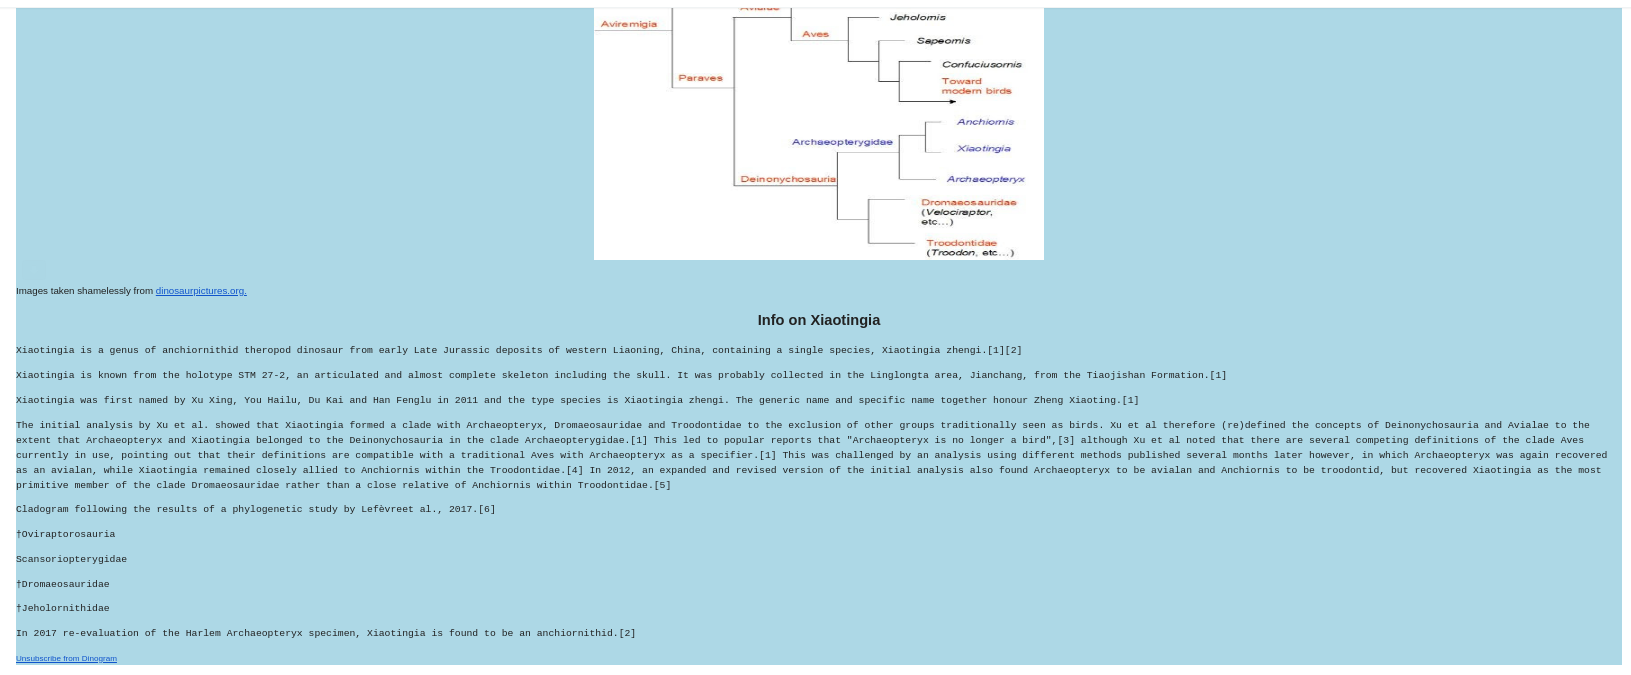 Aviremigia
Jeholornis
Aves
Sapeornis
Confuciusornis
Paraves
Toward
modern birds
Anchiornis
Archaeopterygidae
Xiaotingia
Deinonychosauria
Archaeopteryx
Dromaeosauridae
(Velociraptor,
etc...)
Troodontidae
(Troodon, etc...)
Images taken shamelessly from dinosaurpictures.org.
Info on Xiaotingia
Xiaotingia is a genus of anchiornithid theropod dinosaur from early Late Jurassic deposits of western Liaoning, China, containing a single species, Xiaotingia zhengi.[1][2]
Xiaotingia is known from the holotype STM 27-2, an articulated and almost complete skeleton including the skull. It was probably collected in the Linglongta area, Jianchang, from the Tiaojishan Formation.[1]
Xiaotingia was first named by Xu Xing, You Hailu, Du Kai and Han Fenglu in 2011 and the type species is Xiaotingia zhengi. The generic name and specific name together honour Zheng Xiaoting.[1]
The initial analysis by Xu et al. showed that Xiaotingia formed a clade with Archaeopteryx, Dromaeosauridae and Troodontidae to the exclusion of other groups traditionally seen as birds. Xu et al therefore (re)defined the concepts of Deinonychosauria and Avialae to the
extent that Archaeopteryx and Xiaotingia belonged to the Deinonychosauria in the clade Archaeopterygidae.[1] This led to popular reports that "Archaeopteryx is no longer a bird",[3] although Xu et al noted that there are several competing definitions of the clade Aves
currently in use, pointing out that their definitions are compatible with a traditional Aves with Archaeopteryx as a specifier.[1] This was challenged by an analysis using different methods published several months later however, in which Archaeopteryx was again recovered
as an avialan, while Xiaotingia remained closely allied to Anchiornis within the Troodontidae.[4] In 2012, an expanded and revised version of the initial analysis also found Archaeopteryx to be avialan and Anchiornis to be troodontid, but recovered Xiaotingia as the most
primitive member of the clade Dromaeosauridae rather than a close relative of Anchiornis within Troodontidae.[5]
Cladogram following the results of a phylogenetic study by Lefèvreet al., 2017.[6]
†Oviraptorosauria
Scansoriopterygidae
†Dromaeosauridae
†Jeholornithidae
In 2017 re-evaluation of the Harlem Archaeopteryx specimen, Xiaotingia is found to be an anchiornithid.[2]
Unsubscribe from Dinogram